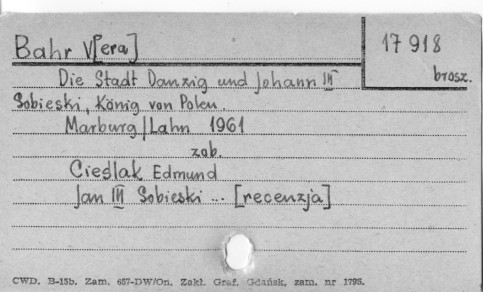 Bahr V[era]
17 918
brosz.
Die Stadt Danzig und Johann III
Sobieski, König von Polen.
Marburg/Lahn 1961
zob.
Cieślak Edmund
Jan III Sobieski ... [recenzja]
CWD. B-15b. Zam. 657-DW/On. Zakł. Graf. Gdańsk, zam. nr 1795.